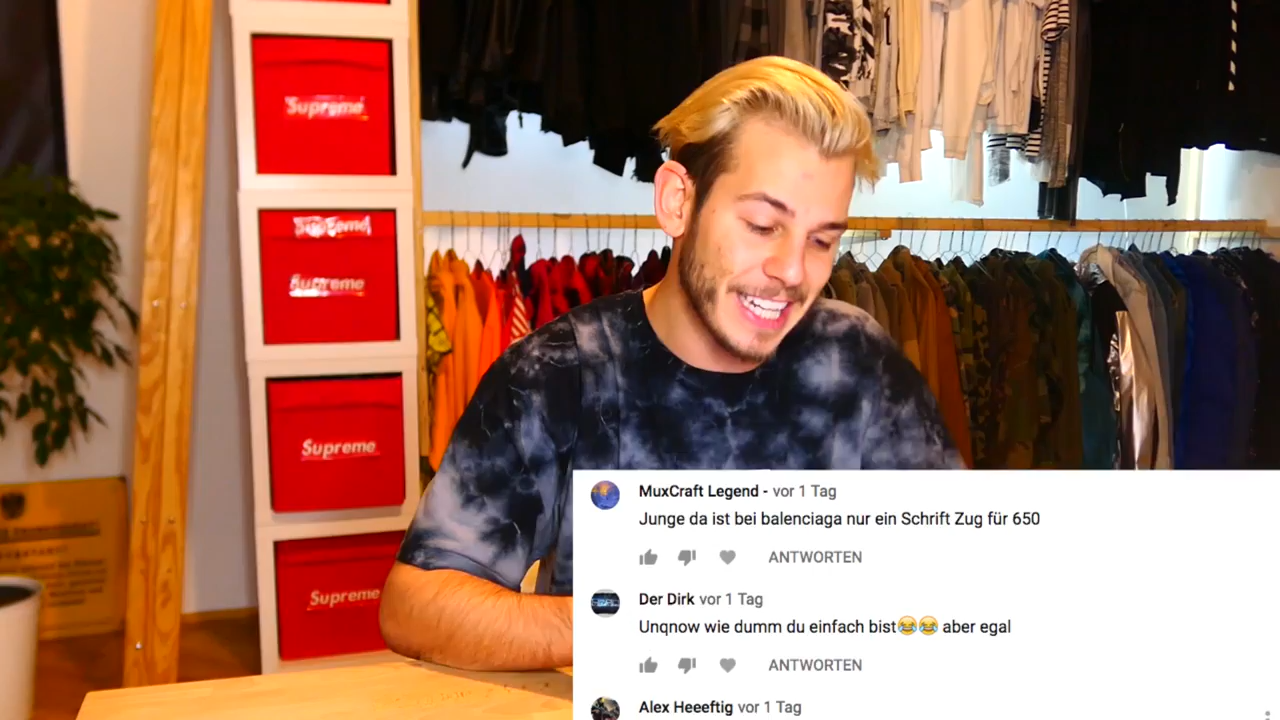 Supreme
Supreme
Supreme
Supreme
Supreme
MuxCraft Legend - vor 1 Tag
Junge da ist bei balenciaga nur ein Schrift Zug für 650
ANTWORTEN
Der Dirk vor 1 Tag
Unqnow wie dumm du einfach bist😂😂 aber egal
ANTWORTEN
Alex Heeeftig vor 1 Tag